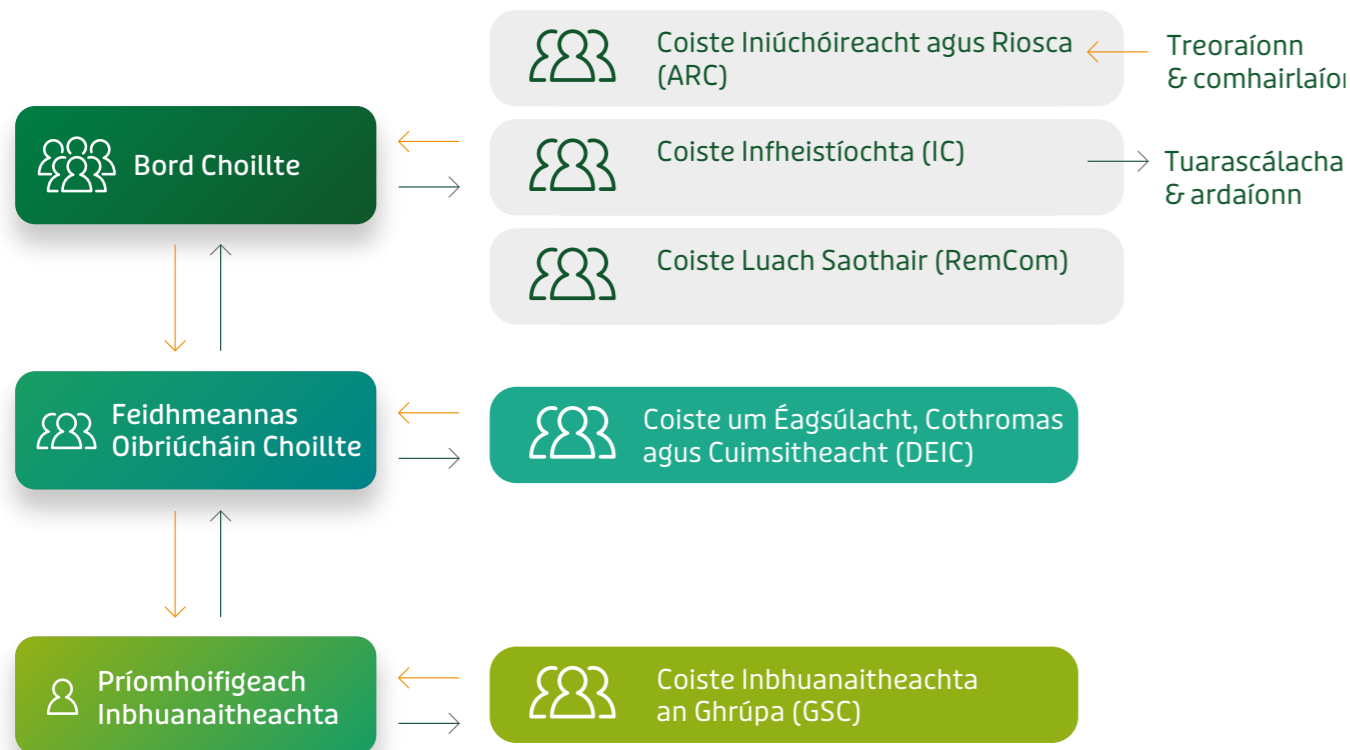 Coiste Iniúchóireacht agus Riosca
(ARC)
Treoraíonn
&
Bord Choillte
Coiste Infheistíochta (IC)
Tuarascálacha
& ardaíonn
Coiste Luach Saothair (RemCom)
Feidhmeannas
Oibriúcháin Choillte
Coiste um Éagsúlacht, Cothromas
agus Cuimsitheacht (DEIC)
Príomhoifigeach
Inbhuanaitheachta
Coiste Inbhuanaitheachta
an Ghrúpa (GSC)